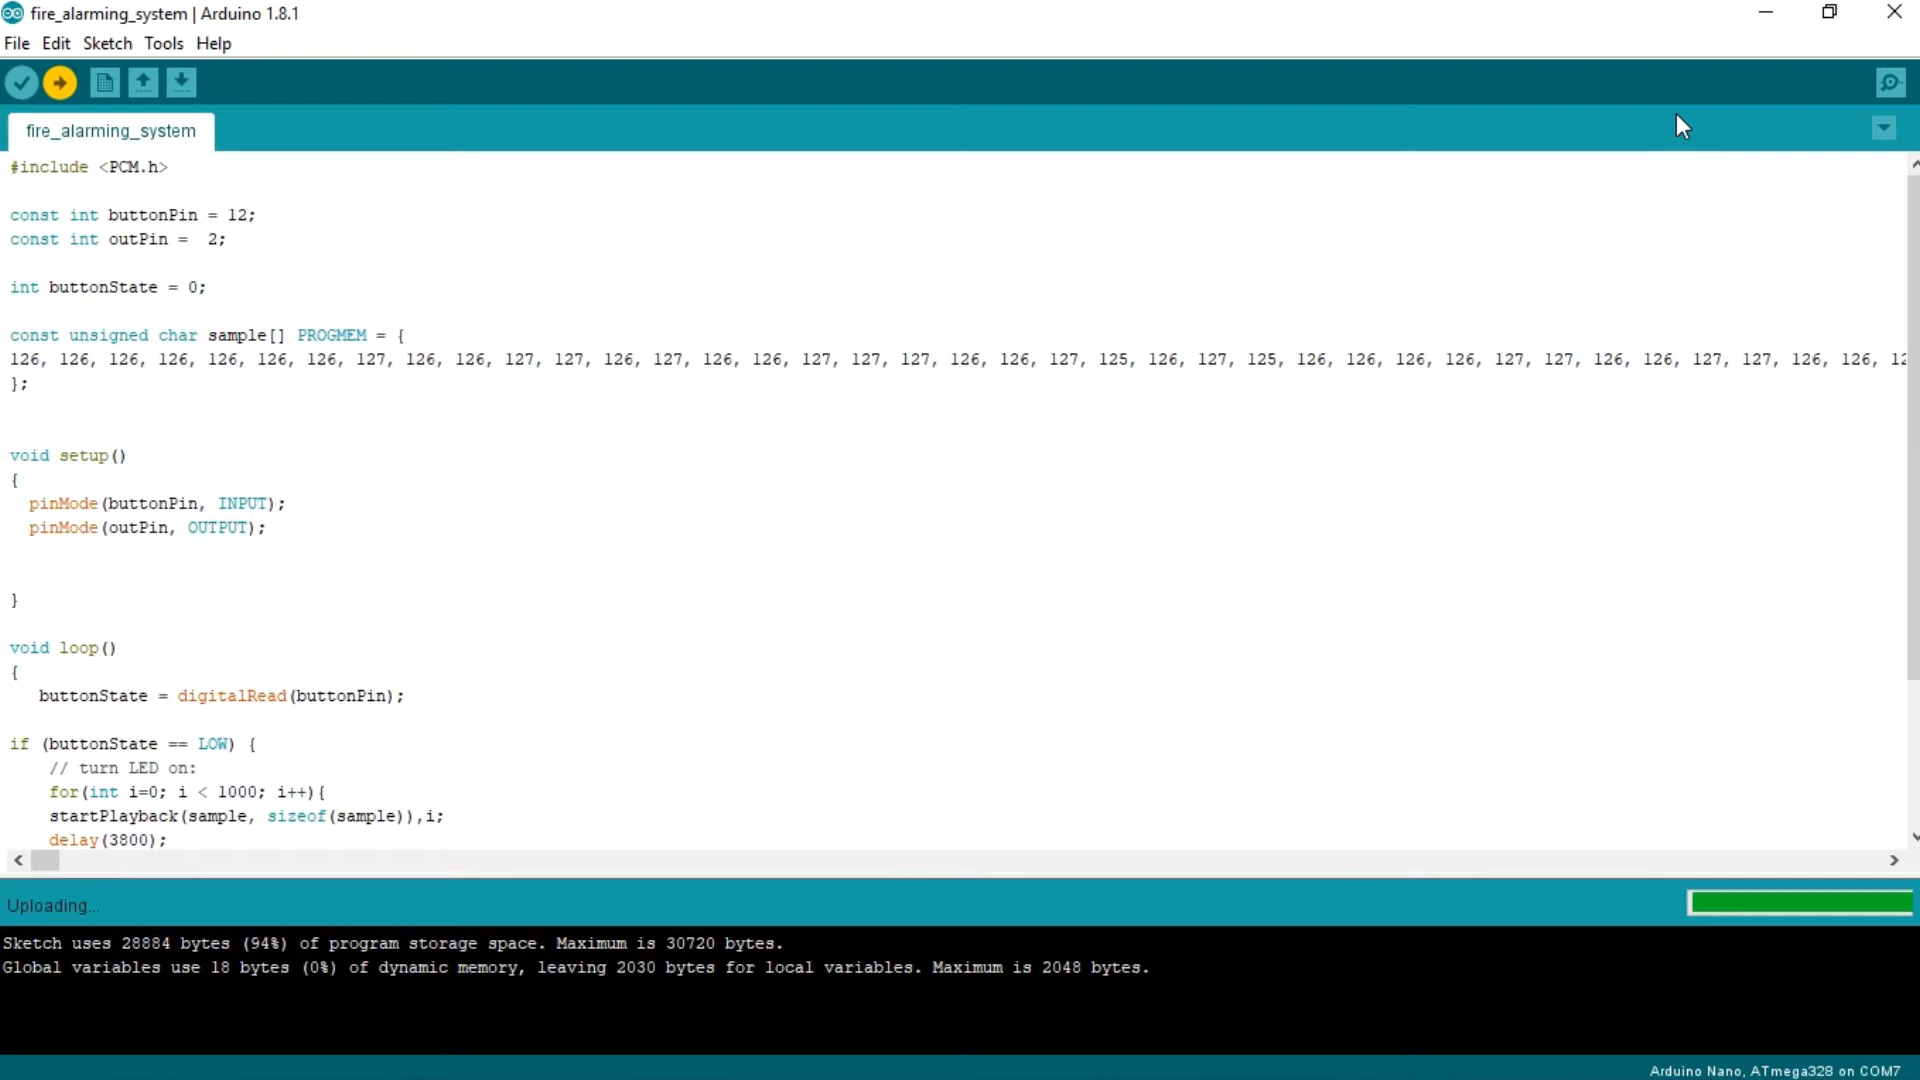 fire_alarming_system | Arduino 1.8.1
File Edit Sketch Tools Help
fire_alarming_system
#include <PCM.h>
const int buttonPin = 12;
const int outPin =  2;
int buttonState = 0;
const unsigned char sample[] PROGMEM = {
126, 126, 126, 126, 126, 126, 126, 127, 126, 126, 127, 127, 126, 127, 126, 126, 127, 127, 127, 126, 126, 127, 125, 126, 127, 125, 126, 126, 126, 126, 127, 127, 126, 126, 127, 127, 126, 126,
};
void setup()
{
pinMode(buttonPin, INPUT);
pinMode(outPin, OUTPUT);
}
void loop()
{
buttonState = digitalRead(buttonPin);
if (buttonState == LOW) {
// turn LED on:
for(int i=0; i < 1000; i++){
startPlayback(sample, sizeof(sample)),i;
delay(3800);
Uploading...
Sketch uses 28884 bytes (94%) of program storage space. Maximum is 30720 bytes.
Global variables use 18 bytes (0%) of dynamic memory, leaving 2030 bytes for local variables. Maximum is 2048 bytes.
Arduino Nano, ATmega328 on COM7